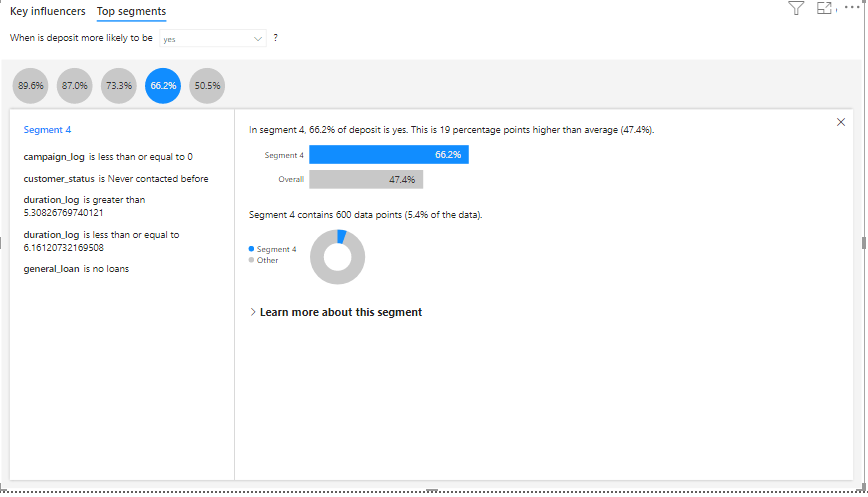 Key influencers Top segments
When is deposit more likely to be yes ?
89.6% 87.0% 73.3% 66.2% 50.5%
Segment 4
campaign_log is less than or equal to 0
customer_status is Never contacted before
duration_log is greater than
5.30826769740121
duration_log is less than or equal to
6.16120732169508
general_loan is no loans
In segment 4, 66.2% of deposit is yes. This is 19 percentage points higher than average (47.4%).
Segment 4 66.2%
Overall 47.4%
Segment 4 contains 600 data points (5.4% of the data).
Segment 4
Other
Learn more about this segment